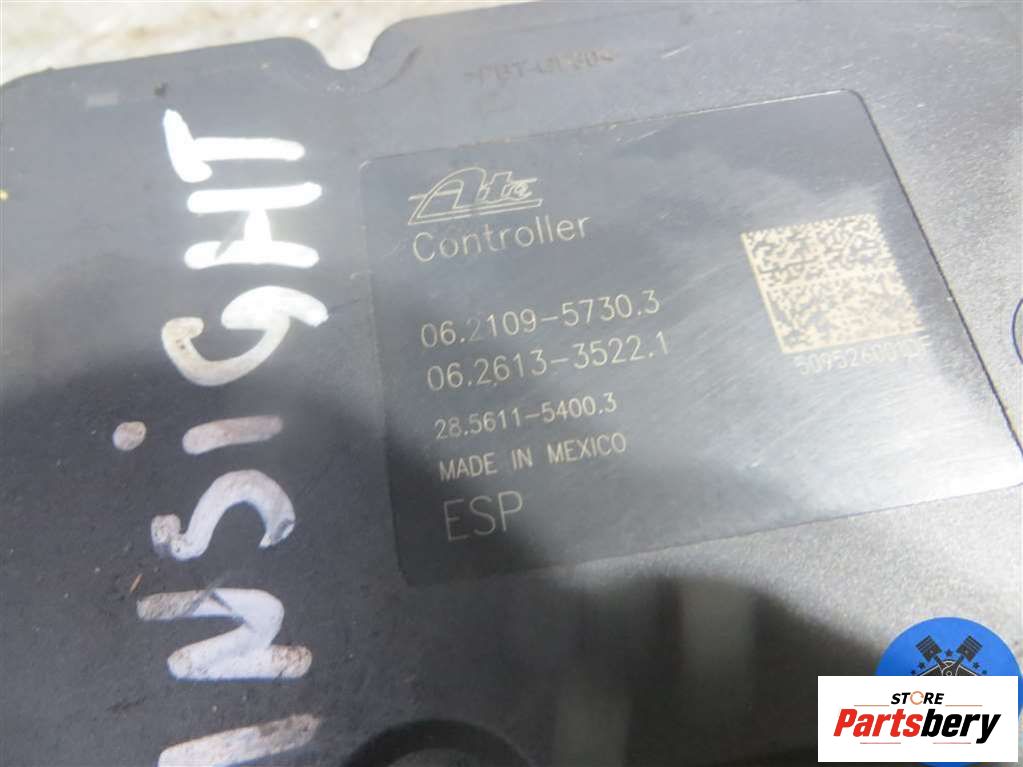 INSiGHT
Ate
Controller
06.2109-5730.3
06.2613-3522.1
28.5611-5400.3
MADE IN MEXICO
ESP
STORE
Partsbery